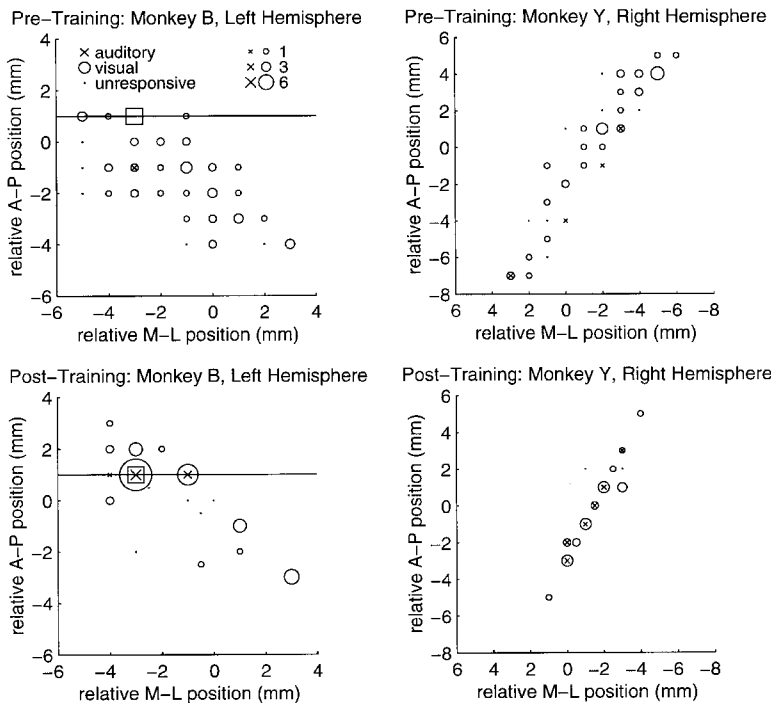 Pre-Training: Monkey B, Left Hemisphere
4
× auditory
visual
· unresponsive
× 1
× 3
× 6
2
0
−2
−4
−6
relative A-P position (mm)
−6 −4 −2 0 2 4
relative M-L position (mm)
Pre-Training: Monkey Y, Right Hemisphere
6
4
2
0
−2
−4
−6
−8
relative A-P position (mm)
6 4 2 0 −2 −4 −6 −8
relative M-L position (mm)
Post-Training: Monkey B, Left Hemisphere
4
2
0
−2
−4
−6
relative A-P position (mm)
−6 −4 −2 0 2 4
relative M-L position (mm)
Post-Training: Monkey Y, Right Hemisphere
6
4
2
0
−2
−4
−6
−8
relative A-P position (mm)
6 4 2 0 −2 −4 −6 −8
relative M-L position (mm)